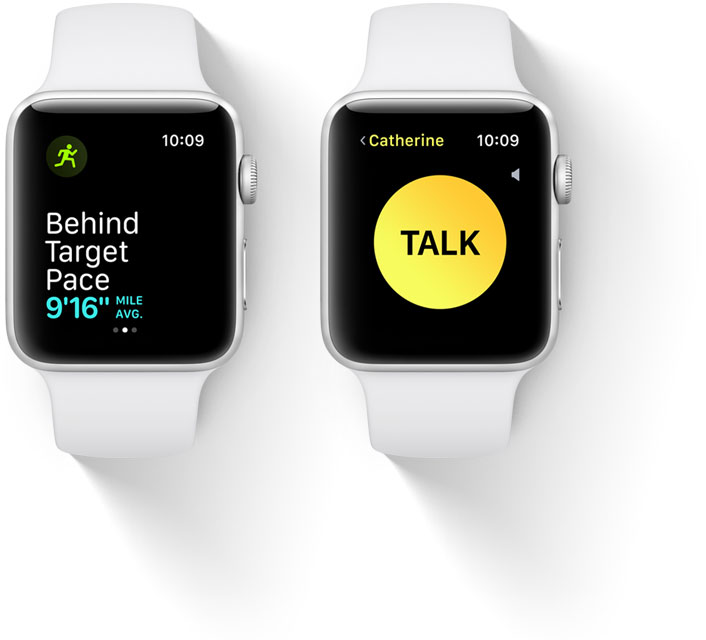 10:09
Behind
Target
Pace
9'16" MILE
AVG.
<Catherine 10:09
TALK